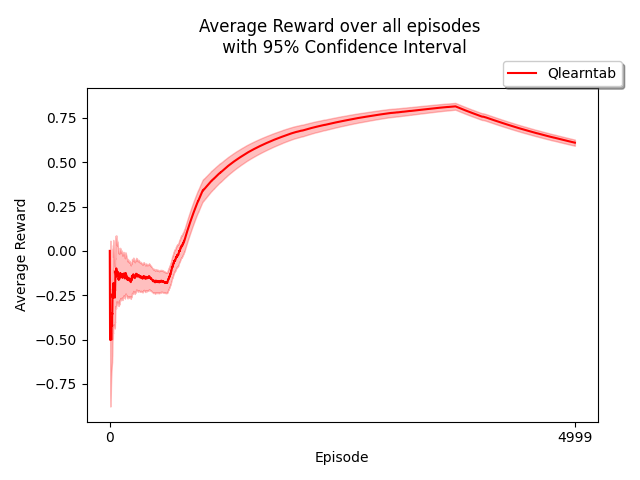 Average Reward over all episodes
with 95% Confidence Interval
Qlearntab
0.75
0.50
0.25
0.00
−0.25
−0.50
−0.75
Average Reward
0
4999
Episode